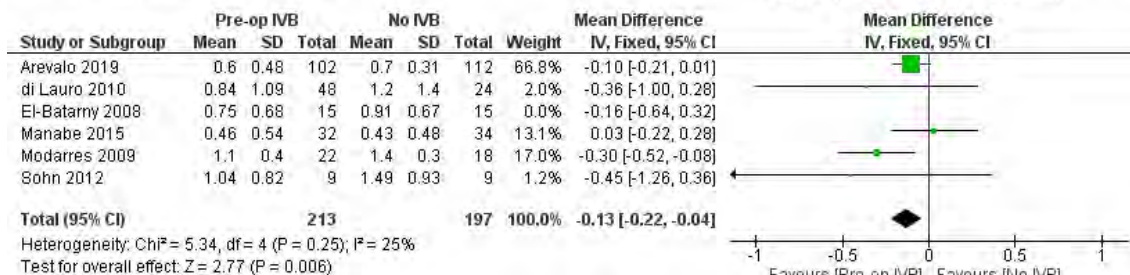 Pre-op IVB No IVB Mean Difference Mean Difference
Study or Subgroup Mean SD Total Mean SD Total Weight IV, Fixed, 95% CI IV, Fixed, 95% CI
Arevalo 2019 0.6 0.48 102 0.7 0.31 112 66.8% -0.10 [-0.21, 0.01]
di Lauro 2010 0.84 1.09 48 1.2 1.4 24 2.0% -0.36 [-1.00, 0.28]
El-Batarny 2008 0.75 0.68 15 0.91 0.67 15 0.0% -0.16 [-0.64, 0.32]
Manabe 2015 0.46 0.54 32 0.43 0.48 34 13.1% 0.03 [-0.22, 0.28]
Modarres 2009 1.1 0.4 22 1.4 0.3 18 17.0% -0.30 [-0.52, -0.08]
Sohn 2012 1.04 0.82 9 1.49 0.93 9 1.2% -0.45 [-1.26, 0.36]
Total (95% CI) 213 197 100.0% -0.13 [-0.22, -0.04]
Heterogeneity: Chi² = 5.34, df = 4 (P = 0.25); I² = 25%
Test for overall effect: Z = 2.77 (P = 0.006)
-1 -0.5 0 0.5 1
Favours [Pre-op IVB] Favours [No IVB]